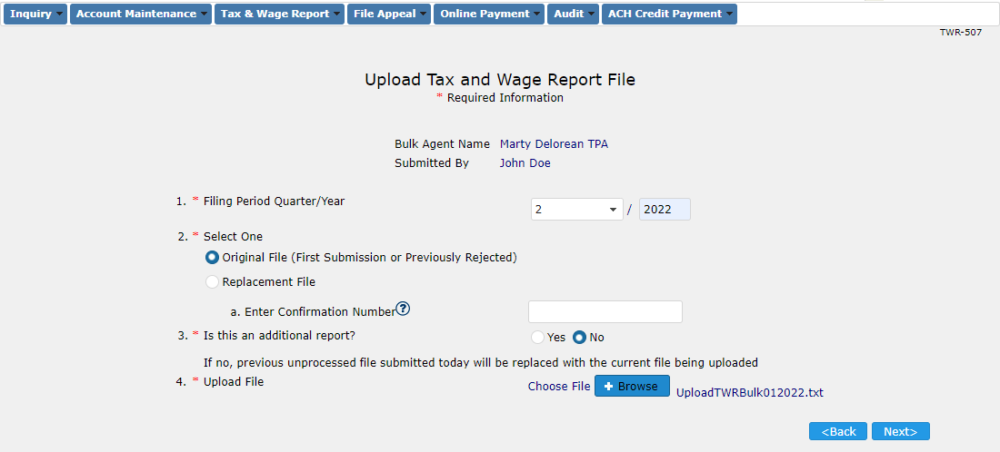 Inquiry Account Maintenance Tax & Wage Report File Appeal Online Payment Audit ACH Credit Payment
TWR-507
Upload Tax and Wage Report File
* Required Information
Bulk Agent Name Marty Delorean TPA
Submitted By John Doe
1. * Filing Period Quarter/Year 2 / 2022
2. * Select One
Original File (First Submission or Previously Rejected)
Replacement File
a. Enter Confirmation Number ?
3. * Is this an additional report? Yes No
If no, previous unprocessed file submitted today will be replaced with the current file being uploaded
4. * Upload File Choose File + Browse UploadTWRBulk012022.txt
<Back Next>